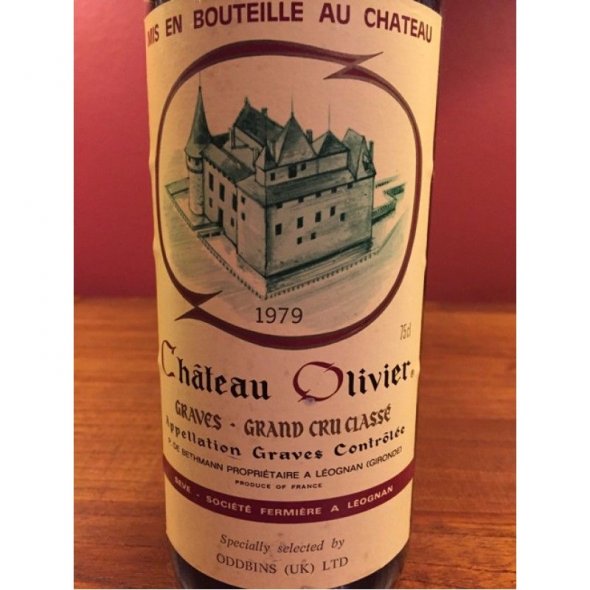 MIS EN BOUTEILLE AU CHATEAU
1979
75cl
Château Olivier
GRAVES - GRAND CRU CLASSÉ
Appellation Graves Contrôlée
P. DE BETHMANN PROPRIÉTAIRE A LÉOGNAN (GIRONDE)
PRODUCE OF FRANCE
SEVE - SOCIÉTÉ FERMIÈRE A LÉOGNAN
Specially selected by
ODDBINS (UK) LTD